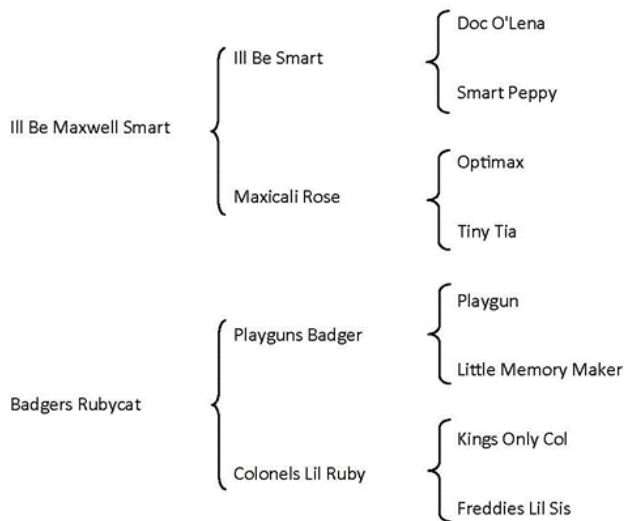 Doc O'Lena
Ill Be Smart
Smart Peppy
Ill Be Maxwell Smart
Optimax
Maxicali Rose
Tiny Tia
Playgun
Playguns Badger
Little Memory Maker
Badgers Rubycat
Kings Only Col
Colonels Lil Ruby
Freddies Lil Sis